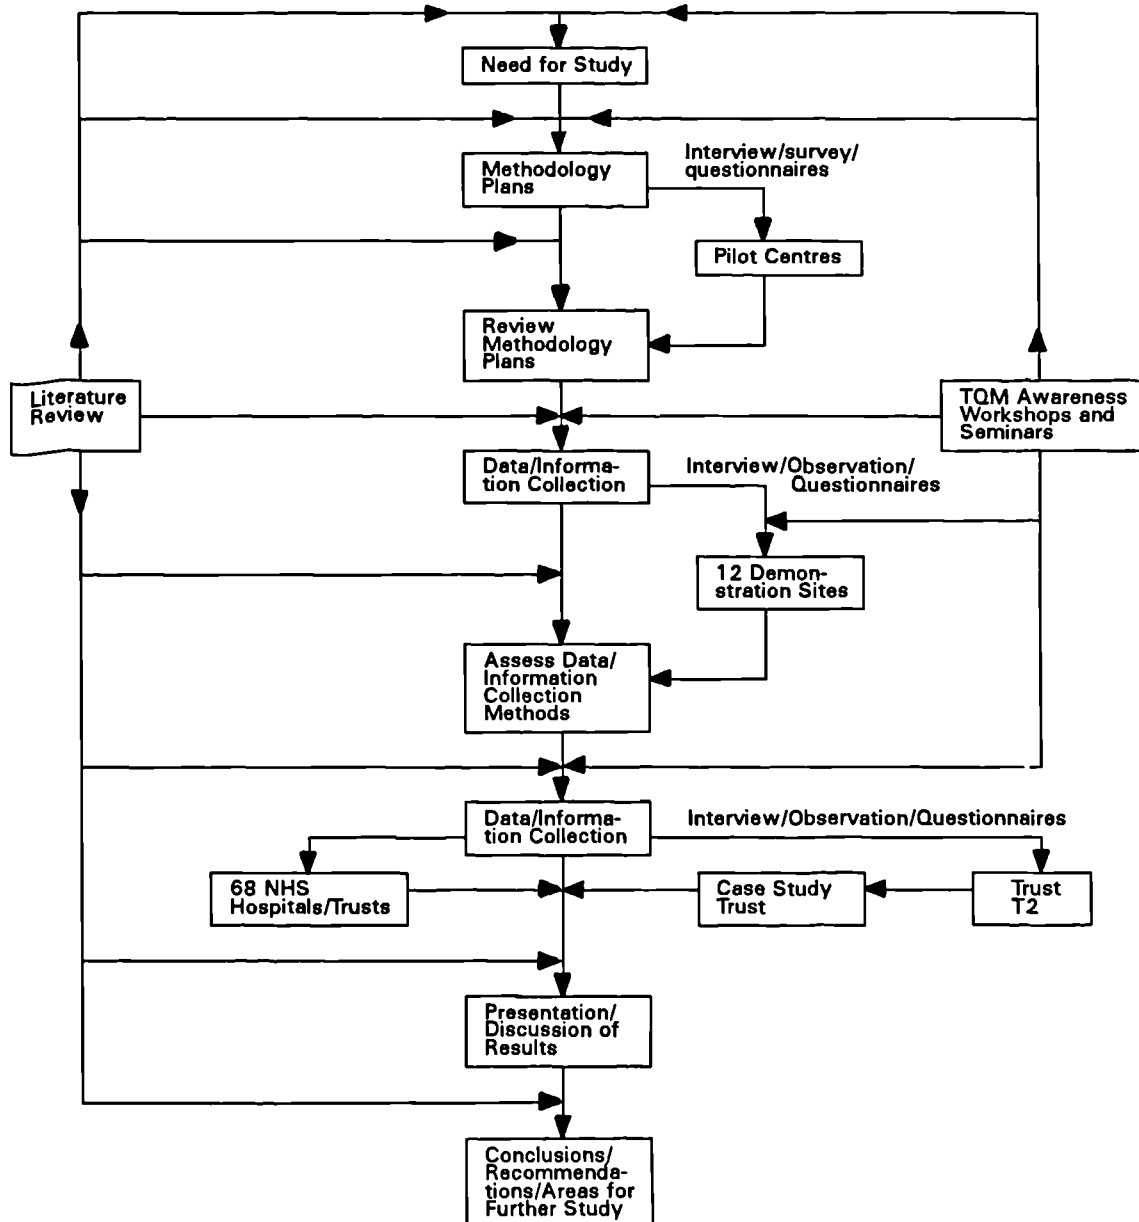 Need for Study
Methodology
Plans
Interview/survey/
questionnaires
Pilot Centres
Review
Methodology
Plans
Literature
Review
TQM Awareness
Workshops and
Seminars
Data/Informa-
tion Collection
Interview/Observation/
Questionnaires
12 Demon-
stration Sites
Assess Data/
Information
Collection
Methods
Data/Informa-
tion Collection
Interview/Observation/Questionnaires
68 NHS
Hospitals/Trusts
Case Study
Trust
Trust
T2
Presentation/
Discussion of
Results
Conclusions/
Recommenda-
tions/Areas for
Further Study